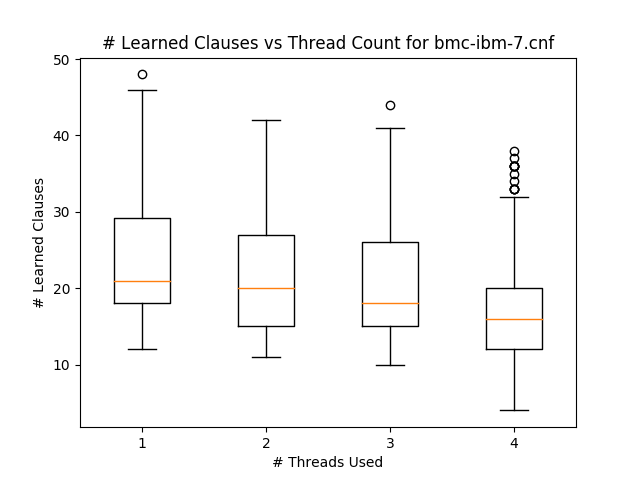 # Learned Clauses vs Thread Count for bmc-ibm-7.cnf
50
40
30
20
10
# Learned Clauses
1 2 3 4
# Threads Used